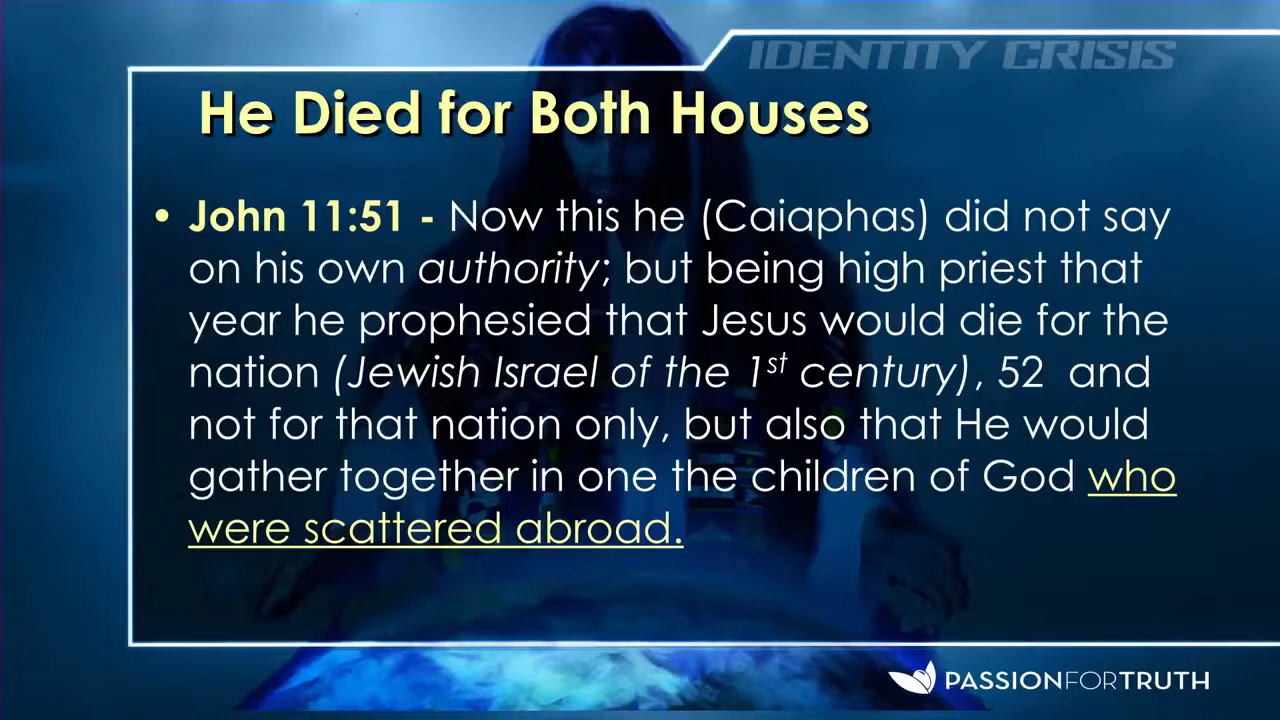 IDENTITY CRISIS
He Died for Both Houses
• John 11:51 - Now this he (Caiaphas) did not say
on his own authority; but being high priest that
year he prophesied that Jesus would die for the
nation (Jewish Israel of the 1st century), 52 and
not for that nation only, but also that He would
gather together in one the children of God who
were scattered abroad.
PASSIONFORTRUTH